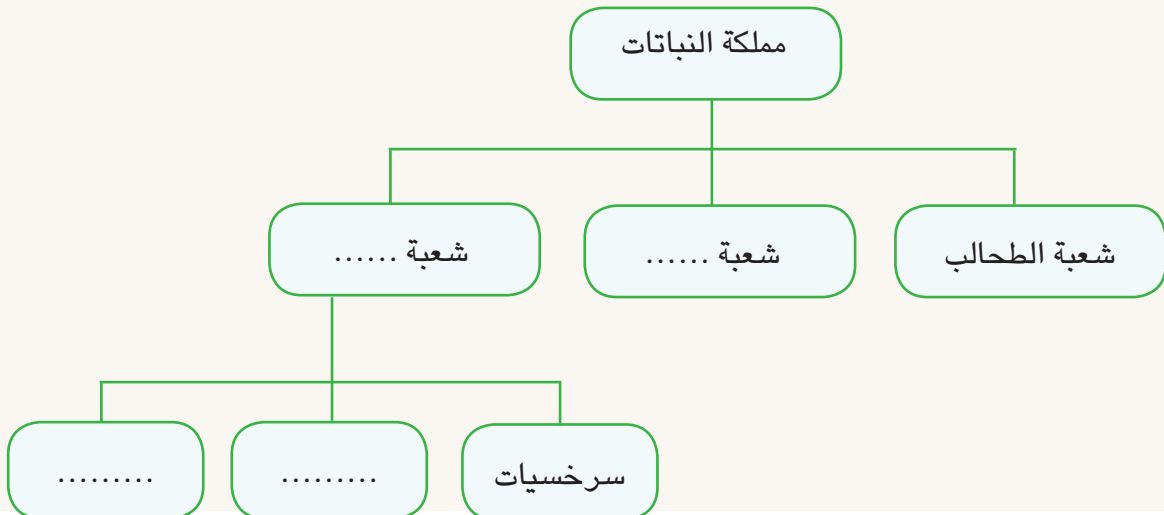 مملكة النباتات
شعبة الطحالب
شعبة ......
شعبة ......
سرخسيات
.........
.........